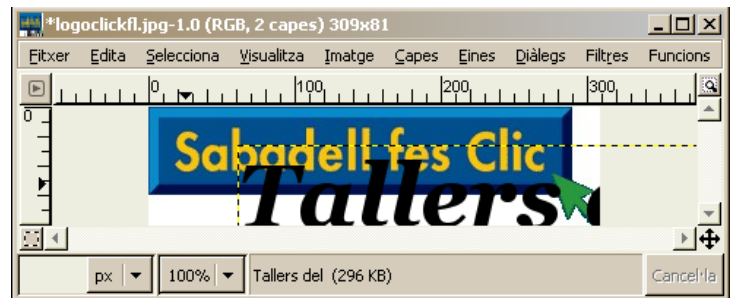 *logoclickfl.jpg-1.0 (RGB, 2 capes) 309x81
Fitxer Edita Selecciona Visualitza Imatge Capes Eines Diàlegs Filtres Funcions
0 100 200 300
0
Sabadell fes Clic
Tallers
px 100% Tallers del (296 KB) Cancel·la